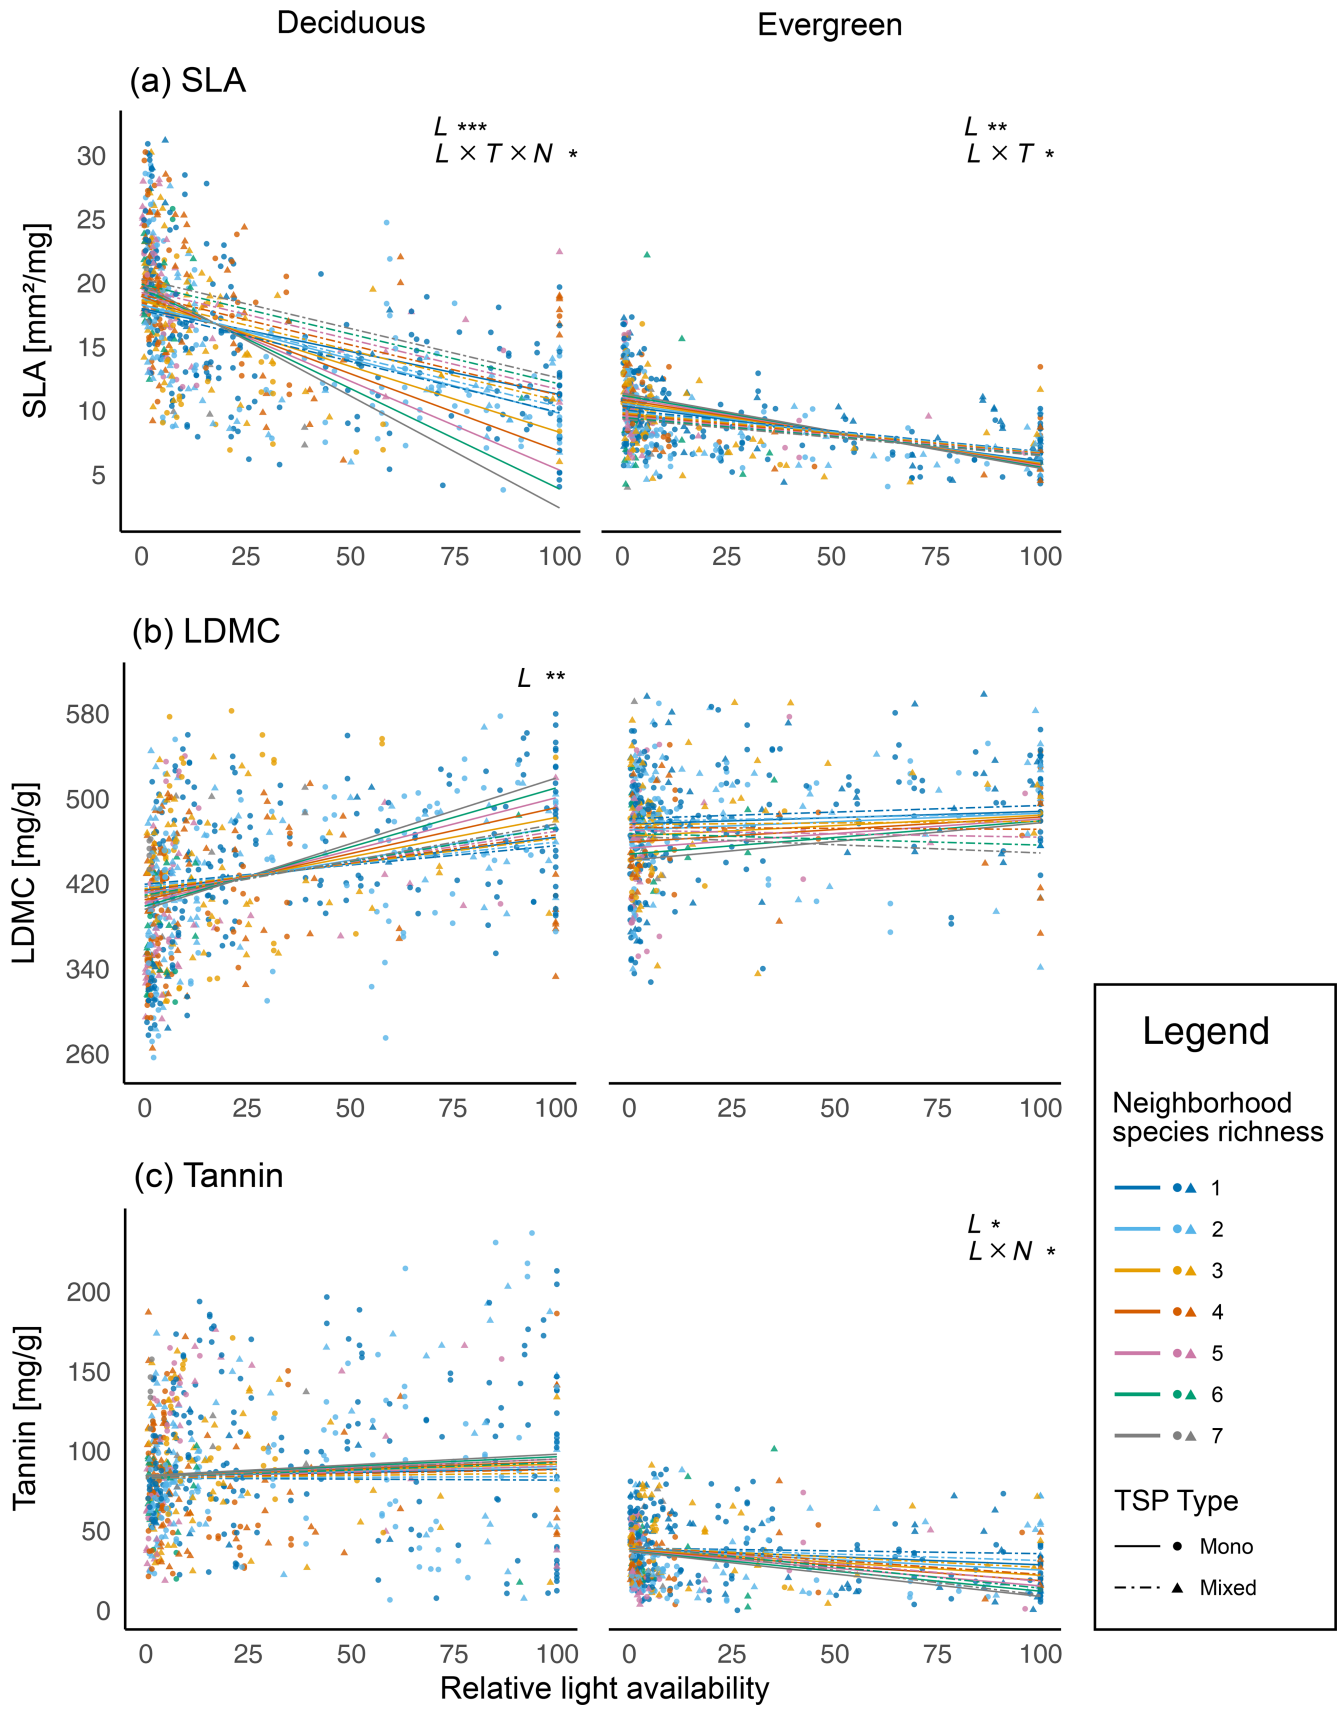 Deciduous
Evergreen
(a) SLA
L ***
L × T × N *
L **
L × T *
SLA [mm²/mg]
30
25
20
15
10
5
0 25 50 75 100
0 25 50 75 100
(b) LDMC
L **
LDMC [mg/g]
580
500
420
340
260
0 25 50 75 100
0 25 50 75 100
(c) Tannin
L *
L × N *
Tannin [mg/g]
200
150
100
50
0
0 25 50 75 100
0 25 50 75 100
Relative light availability
Legend
Neighborhood
species richness
1
2
3
4
5
6
7
TSP Type
Mono
Mixed